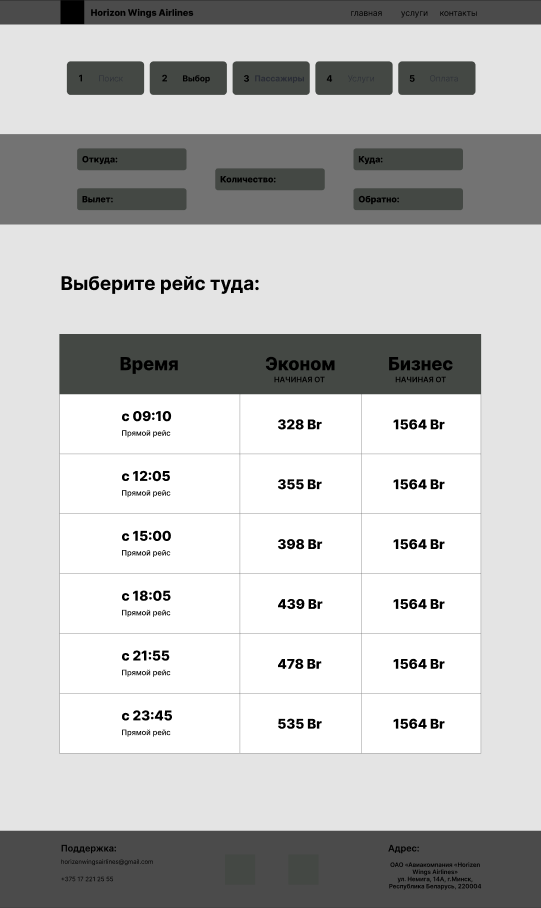 Horizon Wings Airlines
главная услуги контакты
1 Поиск 2 Выбор 3 Пассажиры 4 Услуги 5 Оплата
Откуда: Куда:
Количество:
Вылет: Обратно:
Выберите рейс туда:
Время Эконом Бизнес
НАЧИНАЯ ОТ НАЧИНАЯ ОТ
с 09:10
Прямой рейс
328 Br 1564 Br
с 12:05
Прямой рейс
355 Br 1564 Br
с 15:00
Прямой рейс
398 Br 1564 Br
с 18:05
Прямой рейс
439 Br 1564 Br
с 21:55
Прямой рейс
478 Br 1564 Br
с 23:45
Прямой рейс
535 Br 1564 Br
Поддержка:
horizanwingsairlines@gmail.com
+375 17 221 25 55
Адрес:
ОАО «Авиакомпания «Horizon
Wings Airlines»
ул. Немига, 14А, г.Минск,
Республика Беларусь, 220004